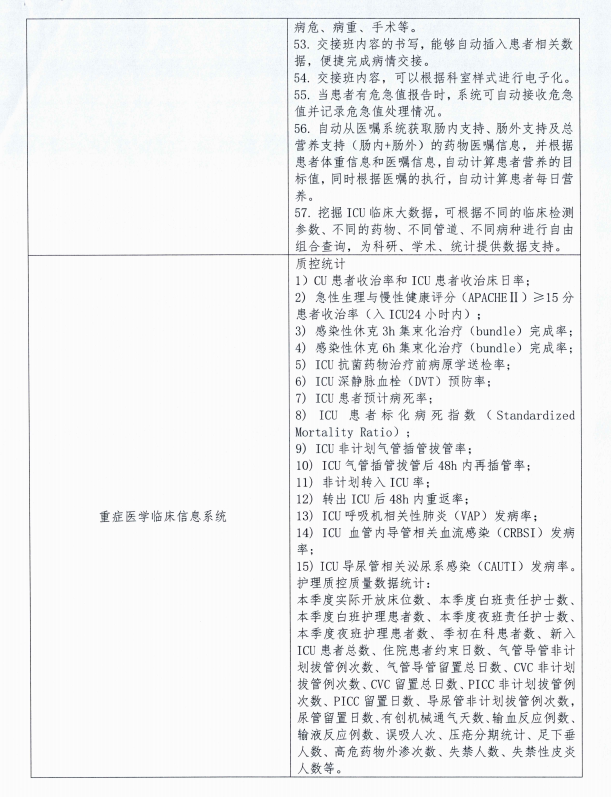 病危、病重、手术等。
53. 交接班内容的书写，能够自动插入患者相关数
据，便捷完成病情交接。
54. 交接班内容，可以根据科室样式进行电子化。
55. 当患者有危急值报告时，系统可自动接收危急
值并记录危急值处理情况。
56. 自动从医嘱系统获取肠内支持、肠外支持及总
营养支持（肠内+肠外）的药物医嘱信息，并根据
患者体重信息和医嘱信息，自动计算患者营养的目
标值，同时根据医嘱的执行，自动计算患者每日营
养。
57. 挖掘 ICU 临床大数据，可根据不同的临床检测
参数、不同的药物、不同管道、不同病种进行自由
组合查询，为科研、学术、统计提供数据支持。
重症医学临床信息系统
质控统计
1）CU 患者收治率和 ICU 患者收治床日率；
2）急性生理与慢性健康评分（APACHEⅡ）≥15 分
患者收治率（入 ICU24 小时内）；
3）感染性休克 3h 集束化治疗（bundle）完成率；
4）感染性休克 6h 集束化治疗（bundle）完成率；
5）ICU 抗菌药物治疗前病原学送检率；
6）ICU 深静脉血栓（DVT）预防率；
7）ICU 患者预计病死率；
8）ICU 患者标化病死指数（Standardized
Mortality Ratio）；
9）ICU 非计划气管插管拔管率；
10）ICU 气管插管拔管后 48h 内再插管率；
11）非计划转入 ICU 率；
12）转出 ICU 后 48h 内重返率；
13）ICU 呼吸机相关性肺炎（VAP）发病率；
14）ICU 血管内导管相关血流感染（CRBSI）发病
率；
15）ICU 导尿管相关泌尿系感染（CAUTI）发病率。
护理质控质量数据统计：
本季度实际开放床位数、本季度白班责任护士数、
本季度白班护理患者数、本季度夜班责任护士数、
本季度夜班护理患者数、季初在科患者数、新入
ICU 患者总数、住院患者约束日数、气管导管非计
划拔管例次数、气管导管留置总日数、CVC 非计划
拔管例次数、CVC 留置总日数、PICC 非计划拔管例
次数、PICC 留置日数、导尿管非计划拔管例次数，
尿管留置日数、有创机械通气天数、输血反应例数、
输液反应例数、误吸人次、压疮分期统计、足下垂
人数、高危药物外渗次数、失禁人数、失禁性皮炎
人数等。